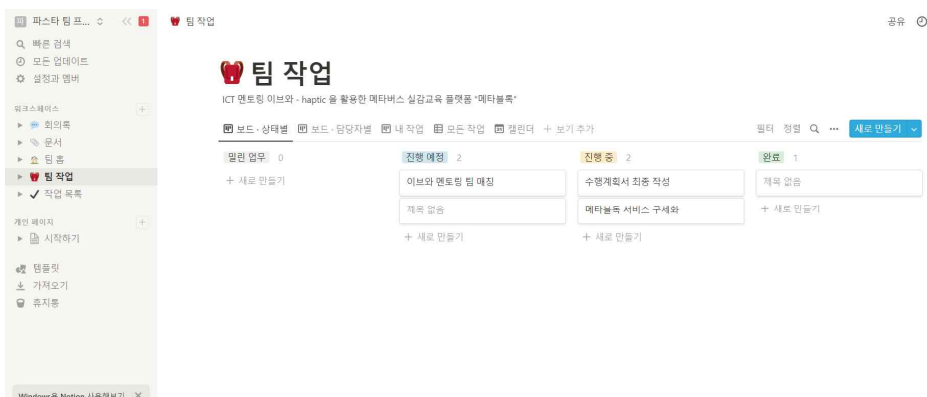 파스타 팀 프...
1
빠른 검색
모든 업데이트
설정과 멤버
워크스페이스
회의록
문서
팀 홈
팀 작업
작업 목록
개인 페이지
시작하기
템플릿
가져오기
휴지통
Windows용 Notion 사용해보기
팀 작업
공유
팀 작업
ICT 멘토링 이브와 - haptic 을 활용한 메타버스 실감교육 플랫폼 "메타블록"
보드 - 상태별 보드 - 담당자별 내 작업 모든 작업 캘린더 + 보기 추가
필터 정렬 새로 만들기
밀린 업무 0
+ 새로 만들기
진행 예정 2
이브와 멘토링 팀 매칭
제목 없음
+ 새로 만들기
진행 중 2
수행계획서 최종 작성
메타블록 서비스 구체화
+ 새로 만들기
완료 1
제목 없음
+ 새로 만들기